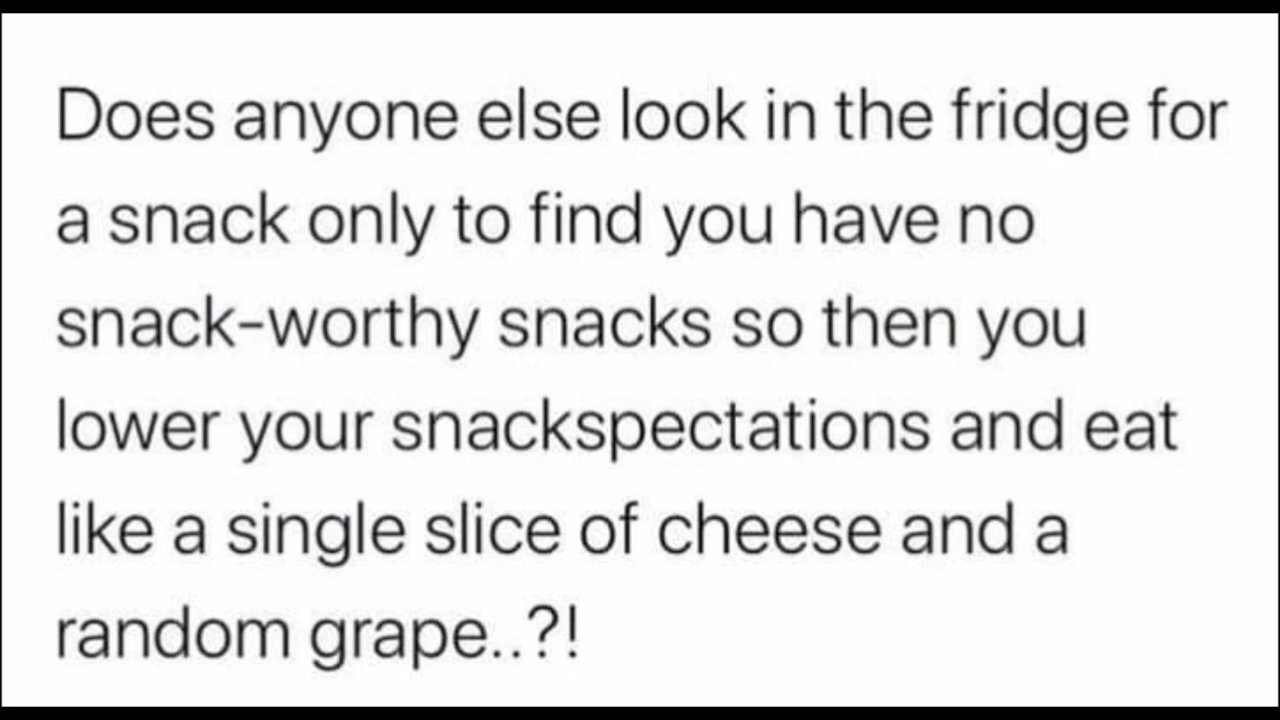 Does anyone else look in the fridge for
a snack only to find you have no
snack-worthy snacks so then you
lower your snackspectations and eat
like a single slice of cheese and a
random grape..?!